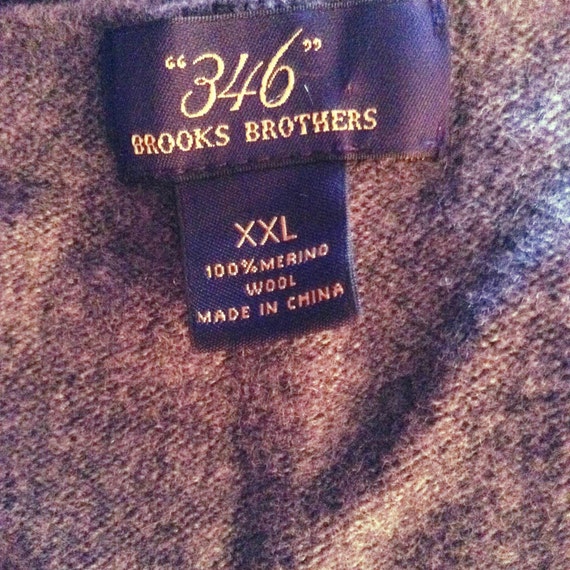 "346"
BROOKS BROTHERS
XXL
100% MERINO
WOOL
MADE IN CHINA